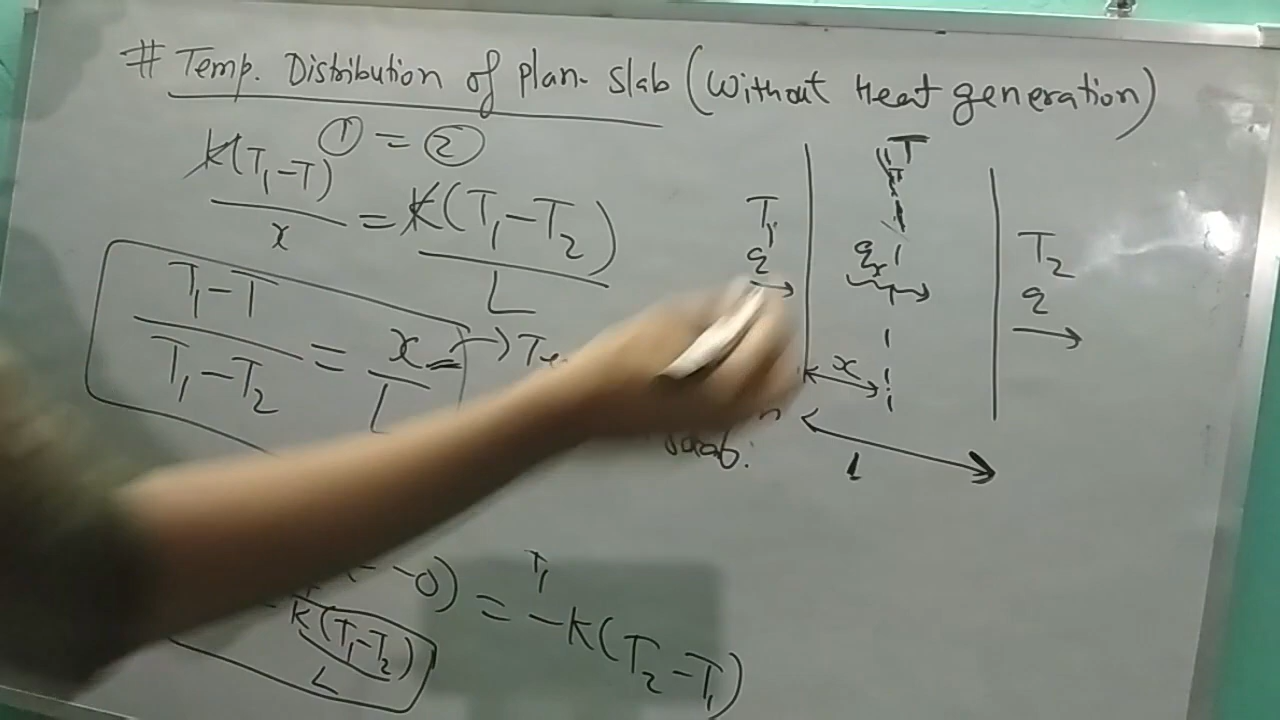 # Temp. Distribution of plan- slab (Without Heat generation)
① = ②
K(T₁-T)/x = K(T₁-T₂)/L
(T₁-T)/(T₁-T₂) = x/L →
T₁
q
T
qₓ
T₂
q
x
L
-0) = -K(T₂-T₁)
T₁
K(T₁-T₂)/L